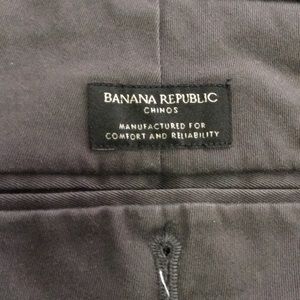 BANANA REPUBLIC
CHINOS
MANUFACTURED FOR
COMFORT AND RELIABILITY